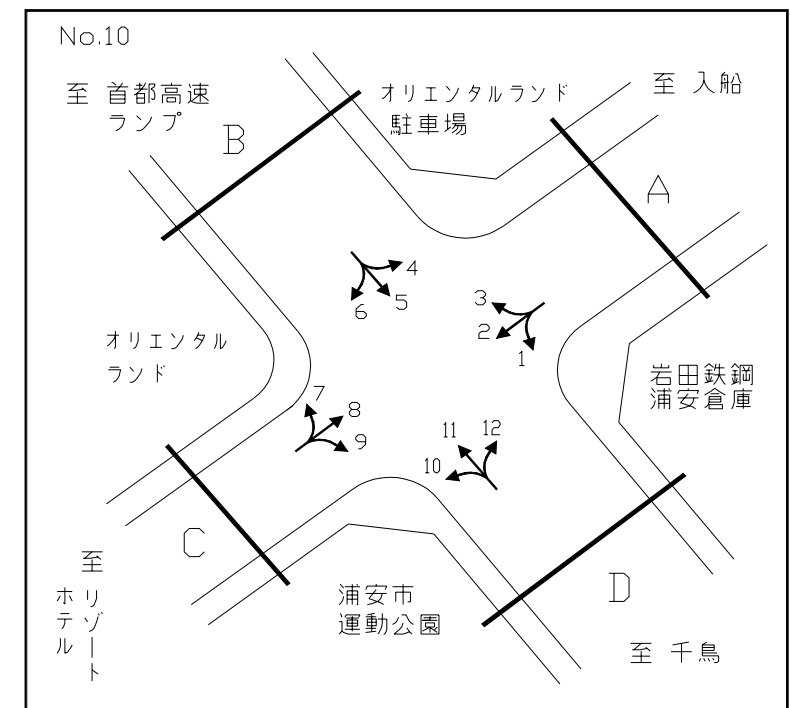 No.10
至 首都高速
ランプ
B
オリエンタルランド
駐車場
至 入船
A
4
5
6
3
2
1
オリエンタル
ランド
岩田鉄鋼
浦安倉庫
7
8
9
11
12
10
C
D
至
リゾート
ホテル
浦安市
運動公園
至 千鳥